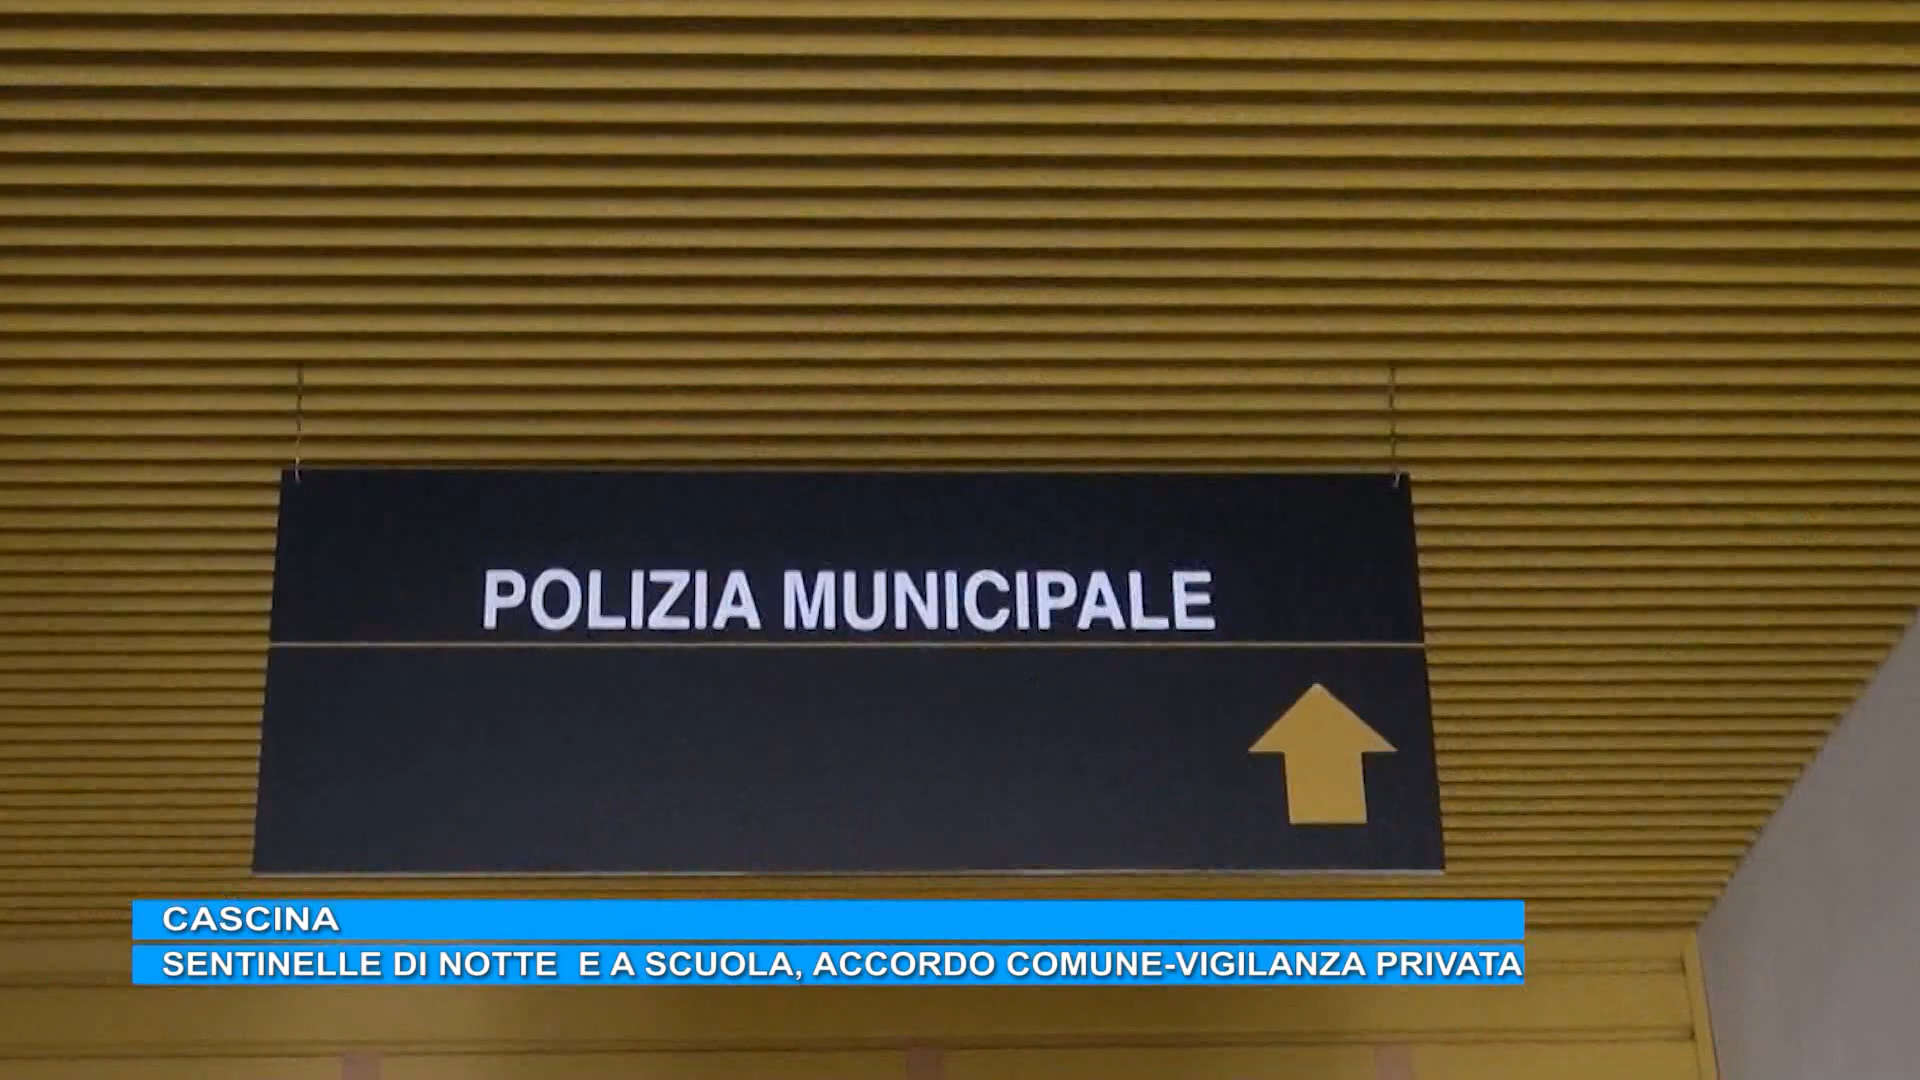 POLIZIA MUNICIPALE
CASCINA
SENTINELLE DI NOTTE  E A SCUOLA, ACCORDO COMUNE-VIGILANZA PRIVATA